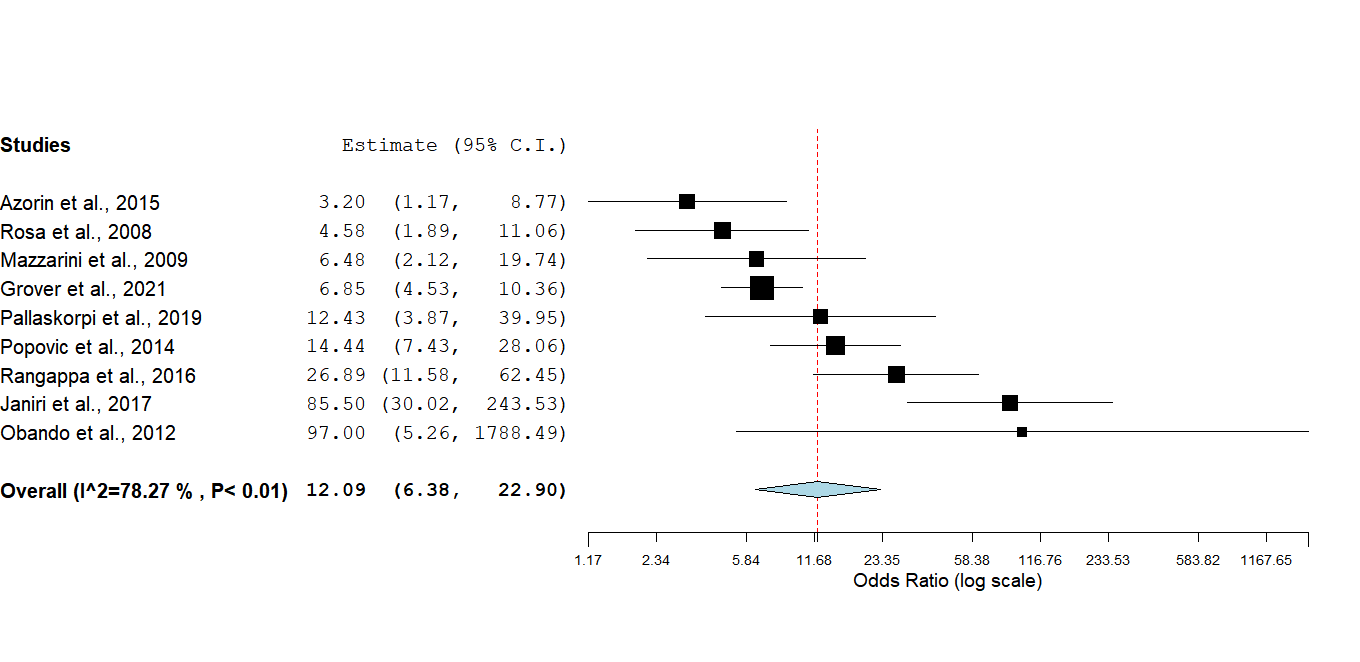 Studies Estimate (95% C.I.)
Azorin et al., 2015 3.20 (1.17, 8.77)
Rosa et al., 2008 4.58 (1.89, 11.06)
Mazzarini et al., 2009 6.48 (2.12, 19.74)
Grover et al., 2021 6.85 (4.53, 10.36)
Pallaskorpi et al., 2019 12.43 (3.87, 39.95)
Popovic et al., 2014 14.44 (7.43, 28.06)
Rangappa et al., 2016 26.89 (11.58, 62.45)
Janiri et al., 2017 85.50 (30.02, 243.53)
Obando et al., 2012 97.00 (5.26, 1788.49)
Overall (I^2=78.27 % , P< 0.01) 12.09 (6.38, 22.90)
1.17 2.34 5.84 11.68 23.35 58.38 116.76 233.53 583.82 1167.65
Odds Ratio (log scale)